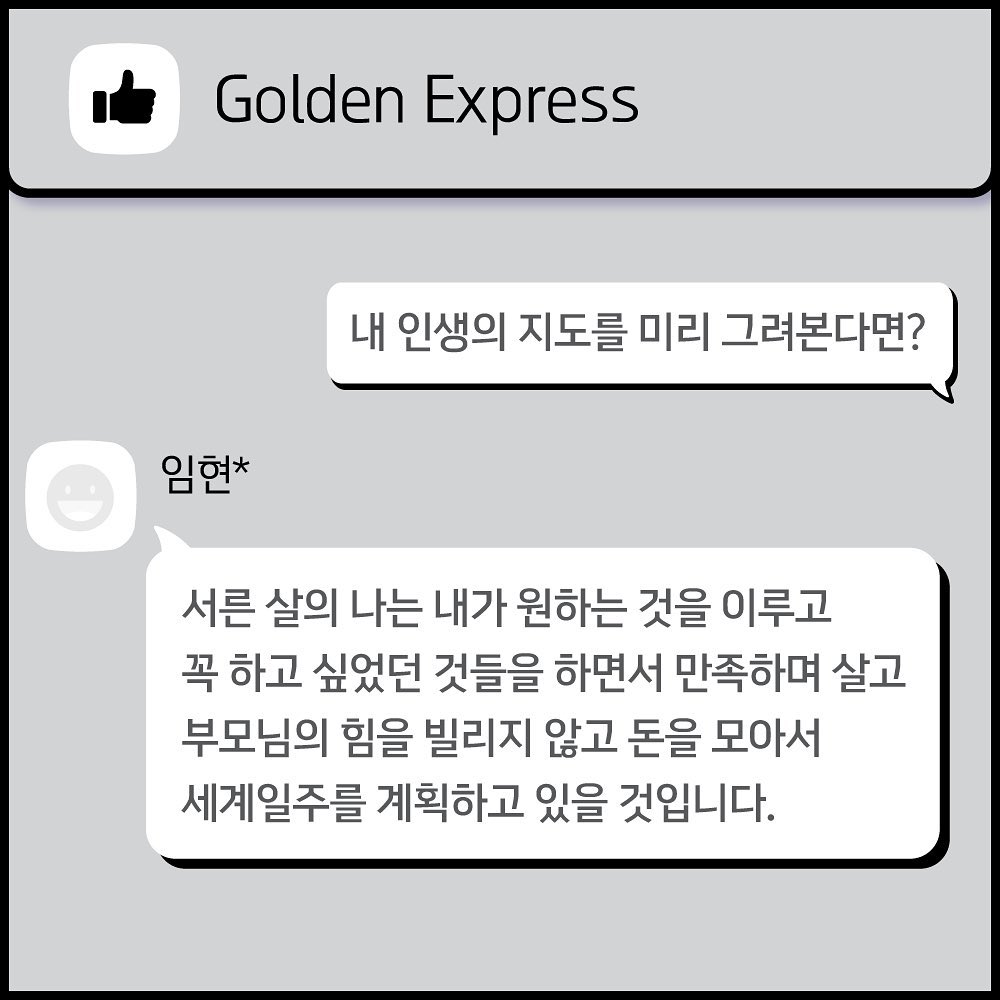 Golden Express
내 인생의 지도를 미리 그려본다면?
임현*
서른 살의 나는 내가 원하는 것을 이루고
꼭 하고 싶었던 것들을 하면서 만족하며 살고
부모님의 힘을 빌리지 않고 돈을 모아서
세계일주를 계획하고 있을 것입니다.